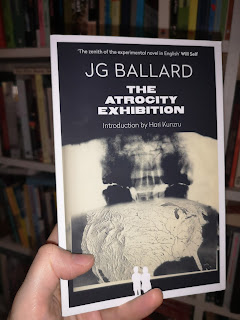 'The zenith of the experimental novel in English' Will Self
JG BALLARD
THE
ATROCITY
EXHIBITION
Introduction by Hari Kunzru